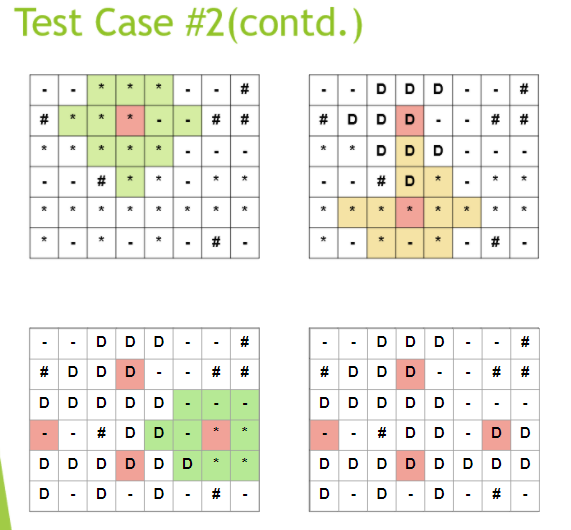 Test Case #2(contd.)
- - * * * - - #
# * * * - - # #
* * * * * - - -
- - # * * - * *
* * * * * * * *
* - * - * - # -
- - D D D - - #
# D D D - - # #
* * D D D - - -
- - # D * - * *
* * * * * * * *
* - * - * - # -
- - D D D - - #
# D D D - - # #
D D D D D - - -
- - # D D - * *
D D D D D D * *
D - D - D - # -
- - D D D - - #
# D D D - - # #
D D D D D - - -
- - # D D - D D
D D D D D D D D
D - D - D - # -